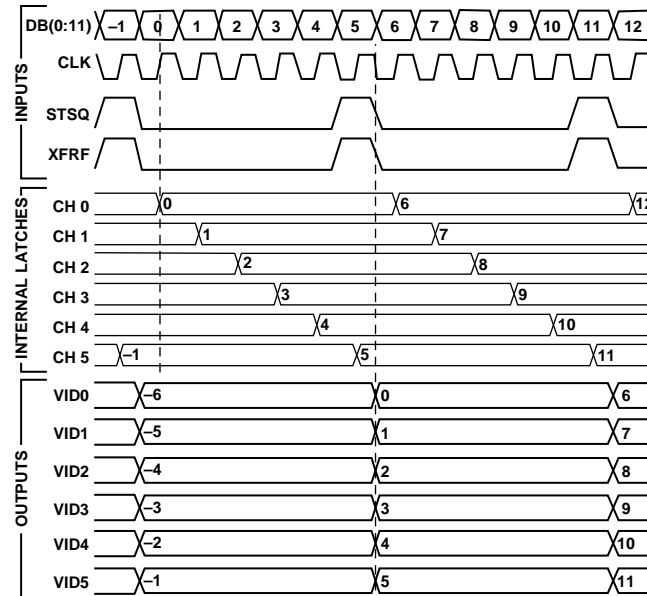 INPUTS
DB(0:11) –1 0 1 2 3 4 5 6 7 8 9 10 11 12
CLK
STSQ
XFRF
INTERNAL LATCHES
CH 0 0 6 12
CH 1 1 7
CH 2 2 8
CH 3 3 9
CH 4 4 10
CH 5 –1 5 11
OUTPUTS
VID0 –6 0 6
VID1 –5 1 7
VID2 –4 2 8
VID3 –3 3 9
VID4 –2 4 10
VID5 –1 5 11